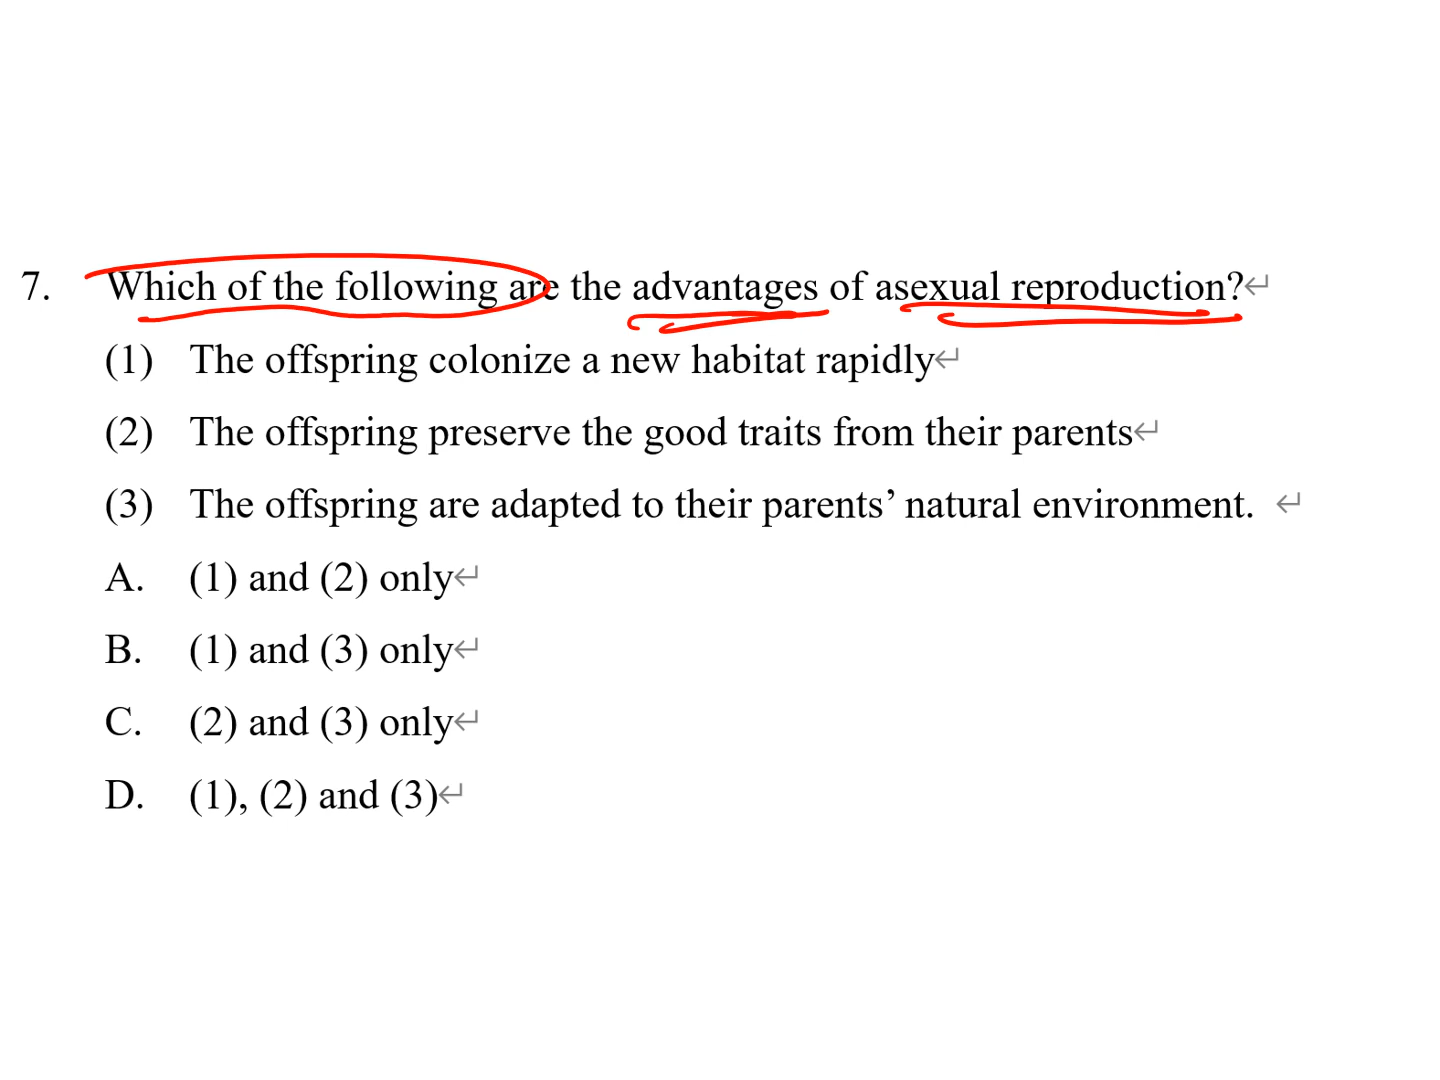 7. Which of the following are the advantages of asexual reproduction?↵
(1) The offspring colonize a new habitat rapidly↵
(2) The offspring preserve the good traits from their parents↵
(3) The offspring are adapted to their parents’ natural environment. ↵
A. (1) and (2) only↵
B. (1) and (3) only↵
C. (2) and (3) only↵
D. (1), (2) and (3)↵